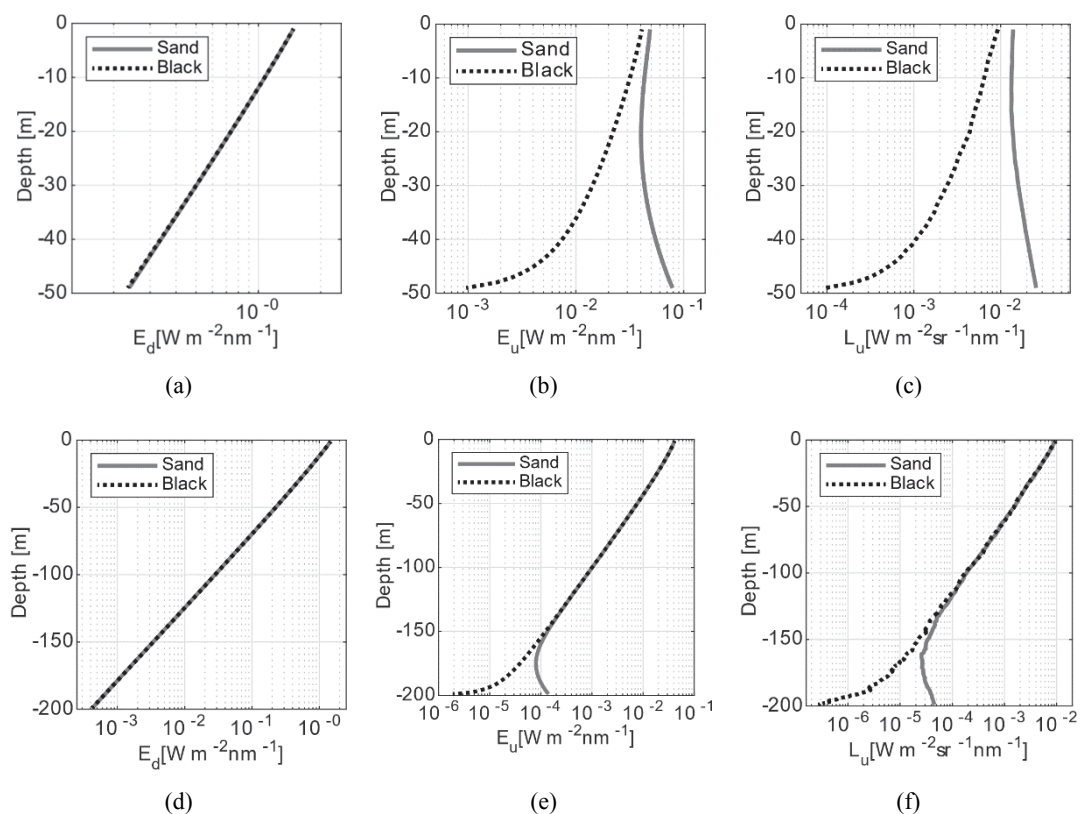 0
-10
-20
-30
-40
-50
Depth [m]
Sand
Black
10^-0
E_d[W m^-2nm^-1]
(a)
0
-10
-20
-30
-40
-50
Depth [m]
Sand
Black
10^-3 10^-2 10^-1
E_u[W m^-2nm^-1]
(b)
0
-10
-20
-30
-40
-50
Depth [m]
Sand
Black
10^-4 10^-3 10^-2
L_u[W m^-2sr^-1nm^-1]
(c)
0
-50
-100
-150
-200
Depth [m]
Sand
Black
10^-3 10^-2 10^-1 10^-0
E_d[W m^-2nm^-1]
(d)
0
-50
-100
-150
-200
Depth [m]
Sand
Black
10^-6 10^-5 10^-4 10^-3 10^-2 10^-1
E_u[W m^-2nm^-1]
(e)
0
-50
-100
-150
-200
Depth [m]
Sand
Black
10^-6 10^-5 10^-4 10^-3 10^-2
L_u[W m^-2sr^-1nm^-1]
(f)